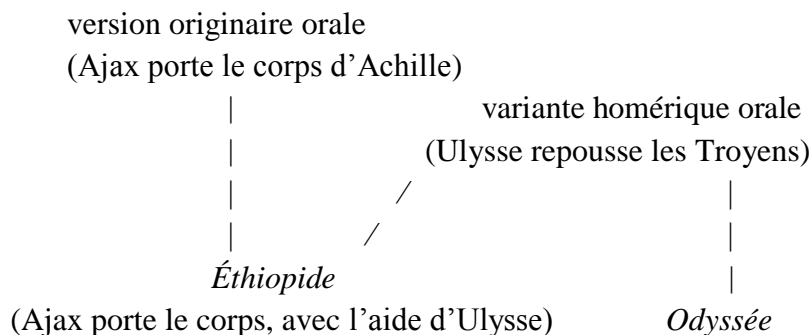 version originaire orale
(Ajax porte le corps d’Achille)
|
| variante homérique orale
| (Ulysse repousse les Troyens)
| / |
| / |
Éthiopide |
(Ajax porte le corps, avec l’aide d’Ulysse) Odyssée